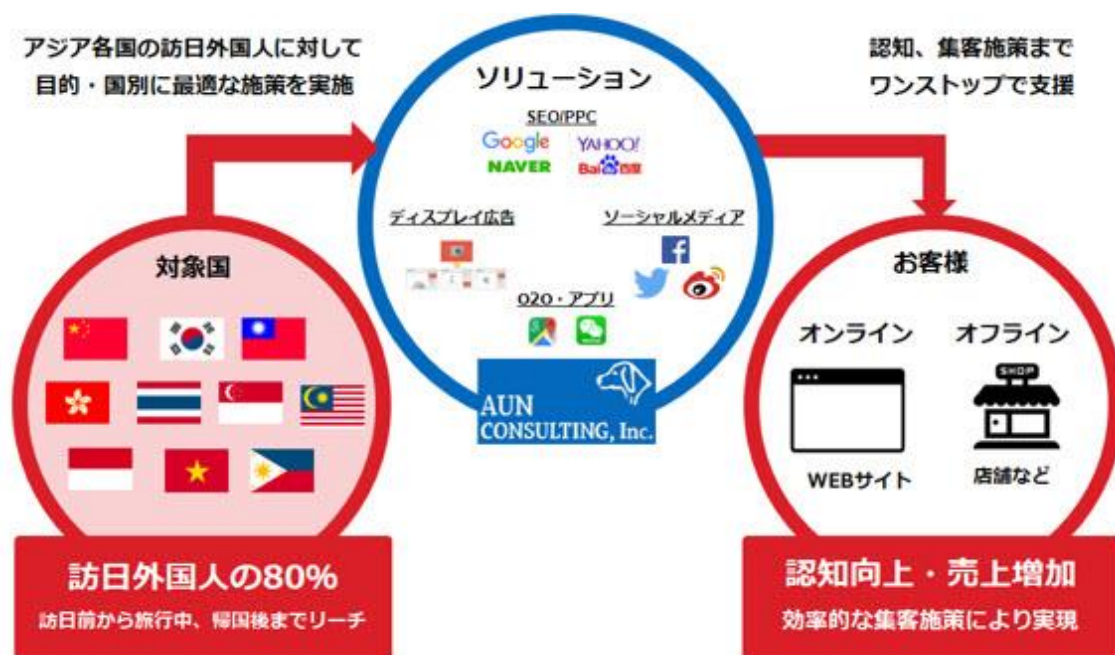 アジア各国の訪日外国人に対して
目的・国別に最適な施策を実施
ソリューション
SEO/PPC
Google
YAHOO!
NAVER
Bai百度
ディスプレイ広告
ソーシャルメディア
O2O・アプリ
AUN
CONSULTING, Inc.
認知、集客施策まで
ワンストップで支援
対象国
訪日外国人の80%
訪日前から旅行中、帰国後までリーチ
お客様
オンライン
オフライン
SHOP
WEBサイト
店舗など
認知向上・売上増加
効率的な集客施策により実現